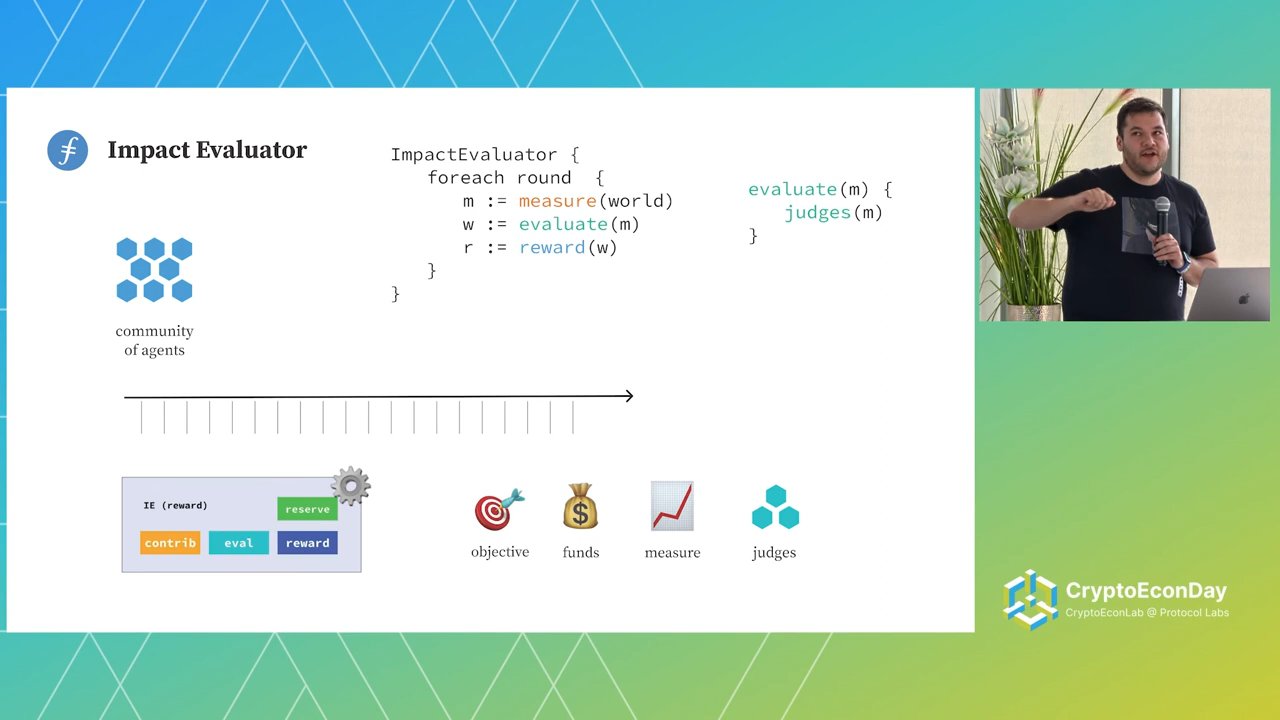 Impact Evaluator
ImpactEvaluator {
foreach round {
m := measure(world)
w := evaluate(m)
r := reward(w)
}
}
evaluate(m) {
judges(m)
}
community
of agents
IE (reward)
reserve
contrib
eval
reward
objective
funds
measure
judges
CryptoEconDay
CryptoEconLab @ Protocol Labs